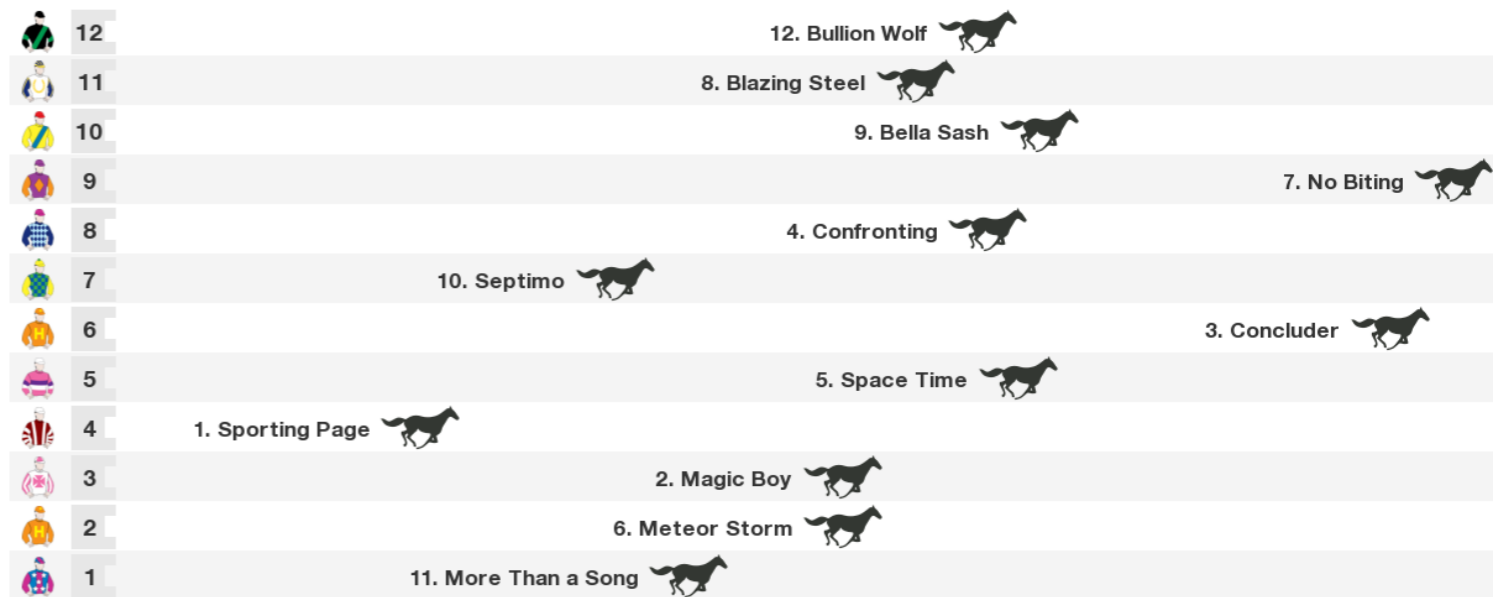 12 12. Bullion Wolf
11 8. Blazing Steel
10 9. Bella Sash
9 7. No Biting
8 4. Confronting
7 10. Septimo
6 3. Concluder
H
5 5. Space Time
4 1. Sporting Page
3 2. Magic Boy
2 6. Meteor Storm
H
1 11. More Than a Song